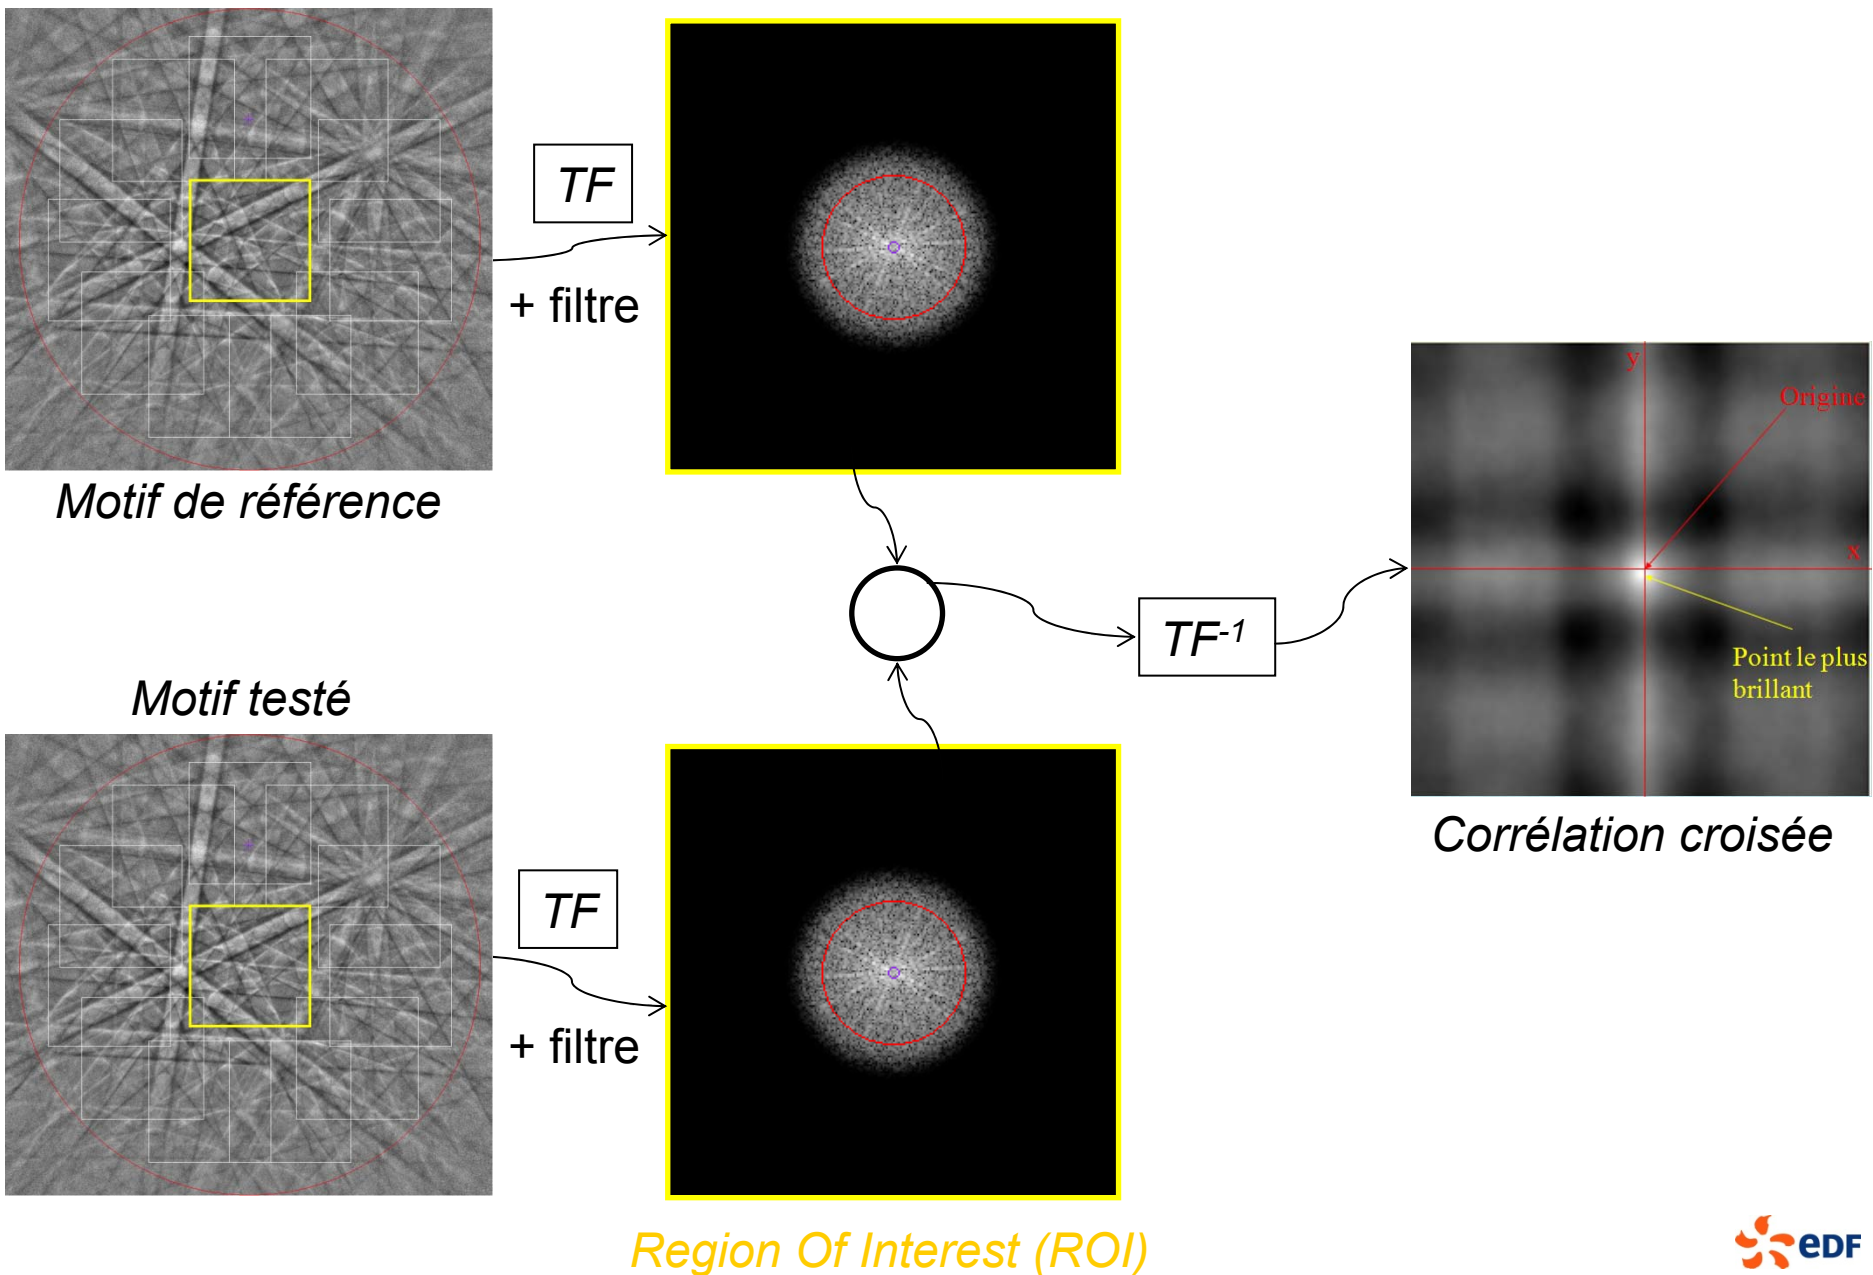 TF
+ filtre
Motif de référence
y
Origine
x
Point le plus
brillant
TF-1
Corrélation croisée
Motif testé
TF
+ filtre
Region Of Interest (ROI)
eDF